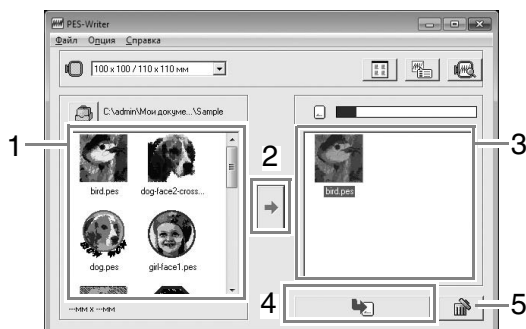 PES-Writer
Файл Опция Справка
100 x 100 / 110 x 110 мм
C:\admin\Мои докуме...\Sample
1
2
3
bird.pes
dog-face2-cross...
bird.pes
dog.pes
girl-face1.pes
4
5
---мм X ---мм